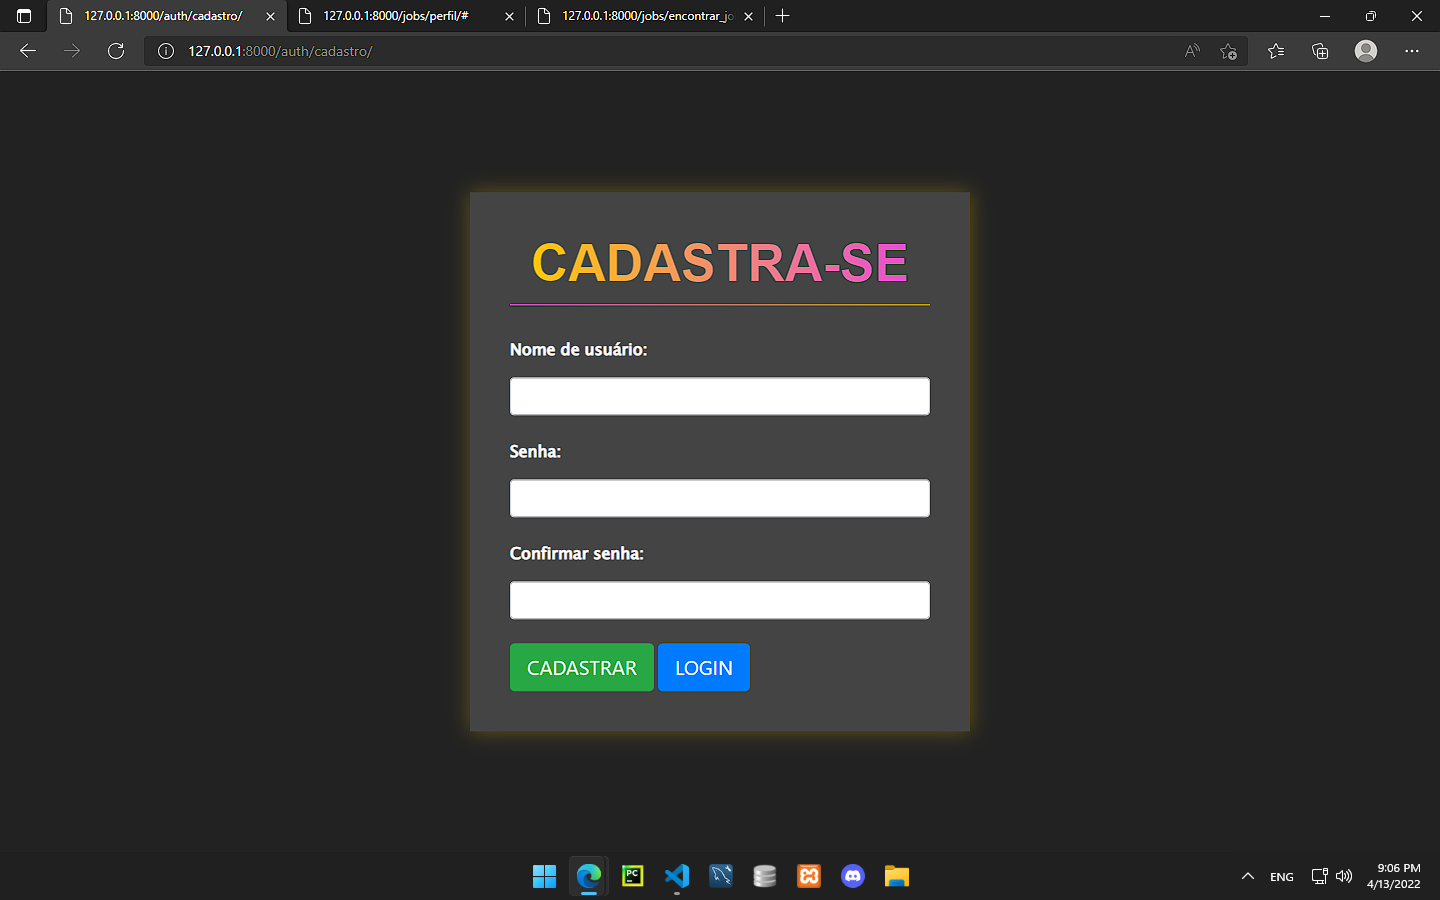 127.0.0.1:8000/auth/cadastro/
127.0.0.1:8000/jobs/perfil/#
127.0.0.1:8000/jobs/encontrar_jo
127.0.0.1:8000/auth/cadastro/
CADASTRA-SE
Nome de usuário:
Senha:
Confirmar senha:
CADASTRAR LOGIN
PC
ENG
9:06 PM
4/13/2022